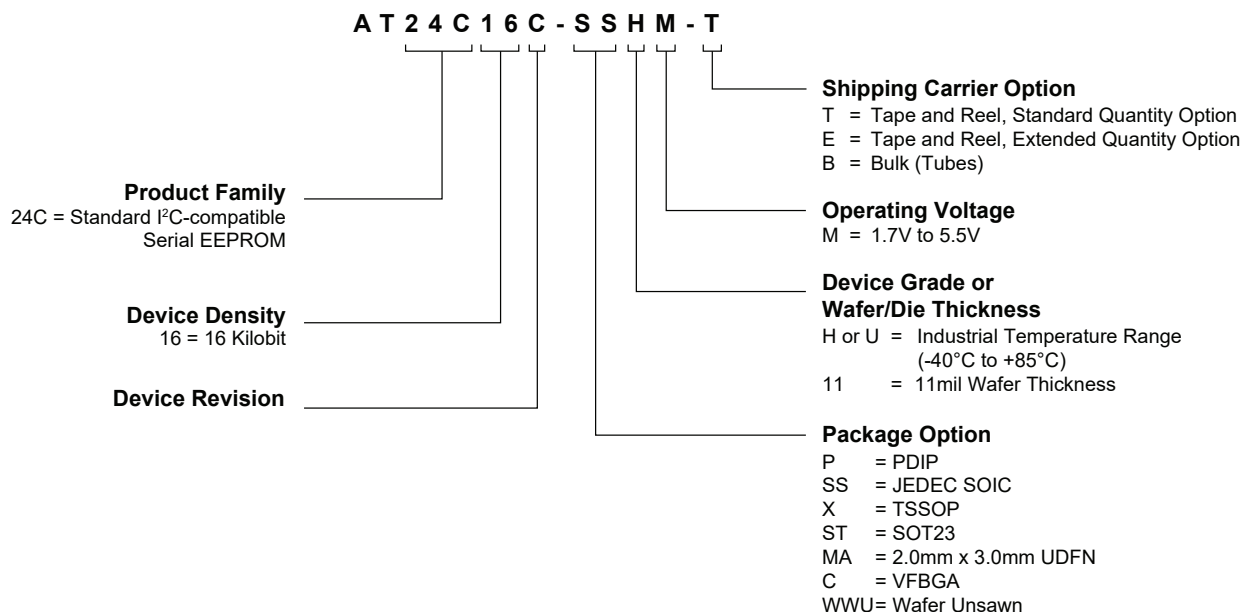 AT24C16C-SSHM-T
Product Family
24C = Standard I²C-compatible
Serial EEPROM
Device Density
16 = 16 Kilobit
Device Revision
Shipping Carrier Option
T = Tape and Reel, Standard Quantity Option
E = Tape and Reel, Extended Quantity Option
B = Bulk (Tubes)
Operating Voltage
M = 1.7V to 5.5V
Device Grade or
Wafer/Die Thickness
H or U = Industrial Temperature Range
(-40°C to +85°C)
11 = 11mil Wafer Thickness
Package Option
P = PDIP
SS = JEDEC SOIC
X = TSSOP
ST = SOT23
MA = 2.0mm x 3.0mm UDFN
C = VFBGA
WWU= Wafer Unsawn